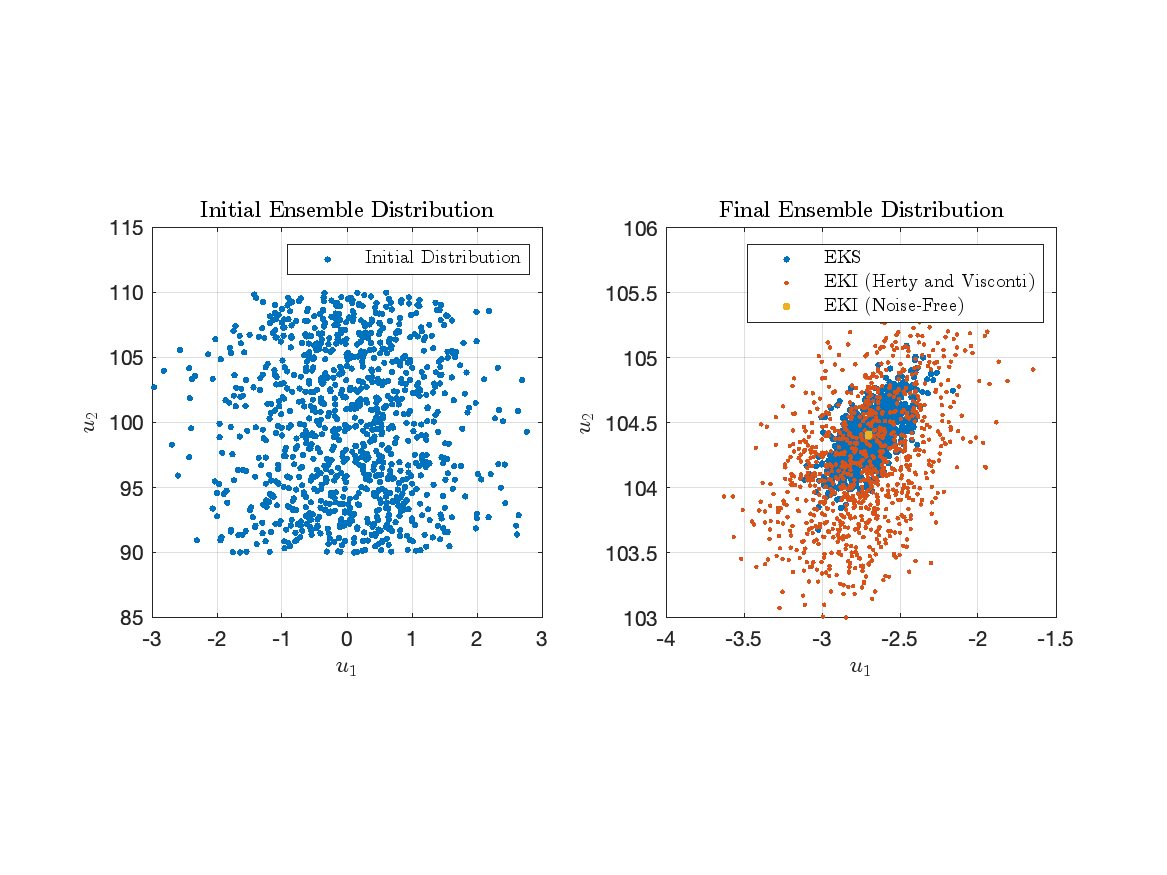 Initial Ensemble Distribution
115
110
105
100
95
90
85
u₂
Initial Distribution
-3 -2 -1 0 1 2 3
u₁
Final Ensemble Distribution
106
105.5
105
104.5
104
103.5
103
u₂
EKS
EKI (Herty and Visconti)
EKI (Noise-Free)
-4 -3.5 -3 -2.5 -2 -1.5
u₁